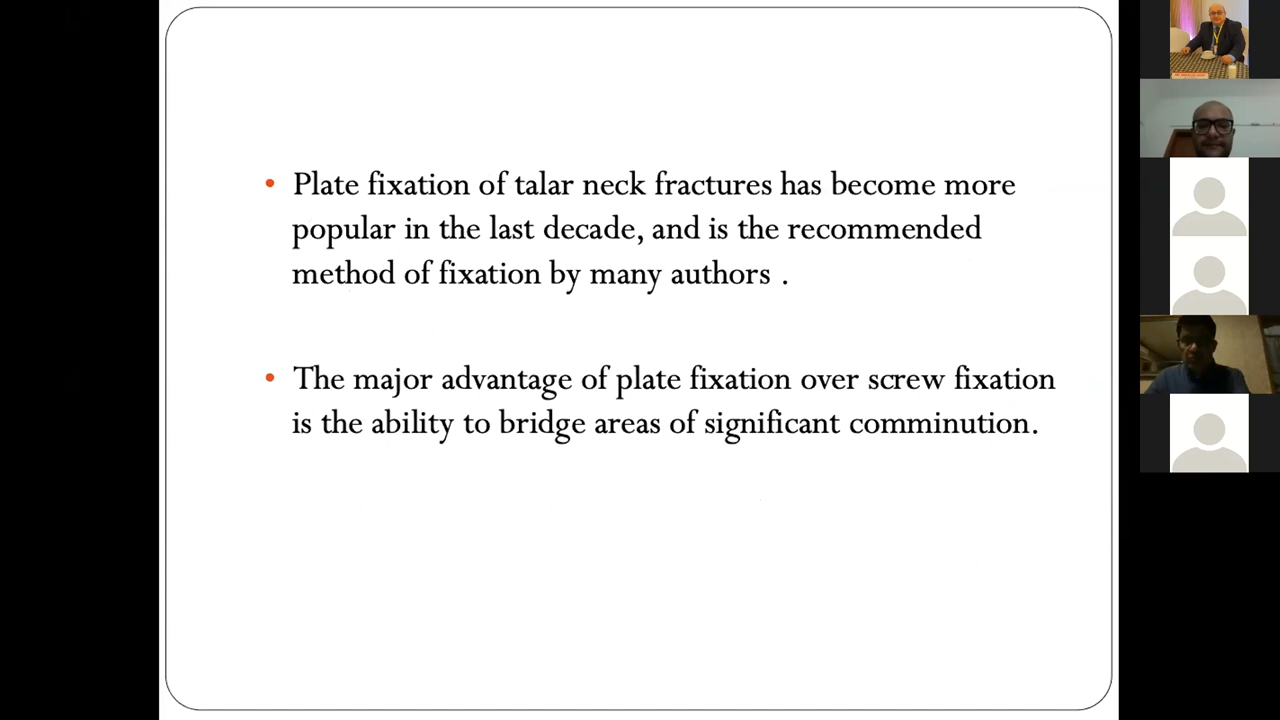 • Plate fixation of talar neck fractures has become more
popular in the last decade, and is the recommended
method of fixation by many authors .
• The major advantage of plate fixation over screw fixation
is the ability to bridge areas of significant comminution.